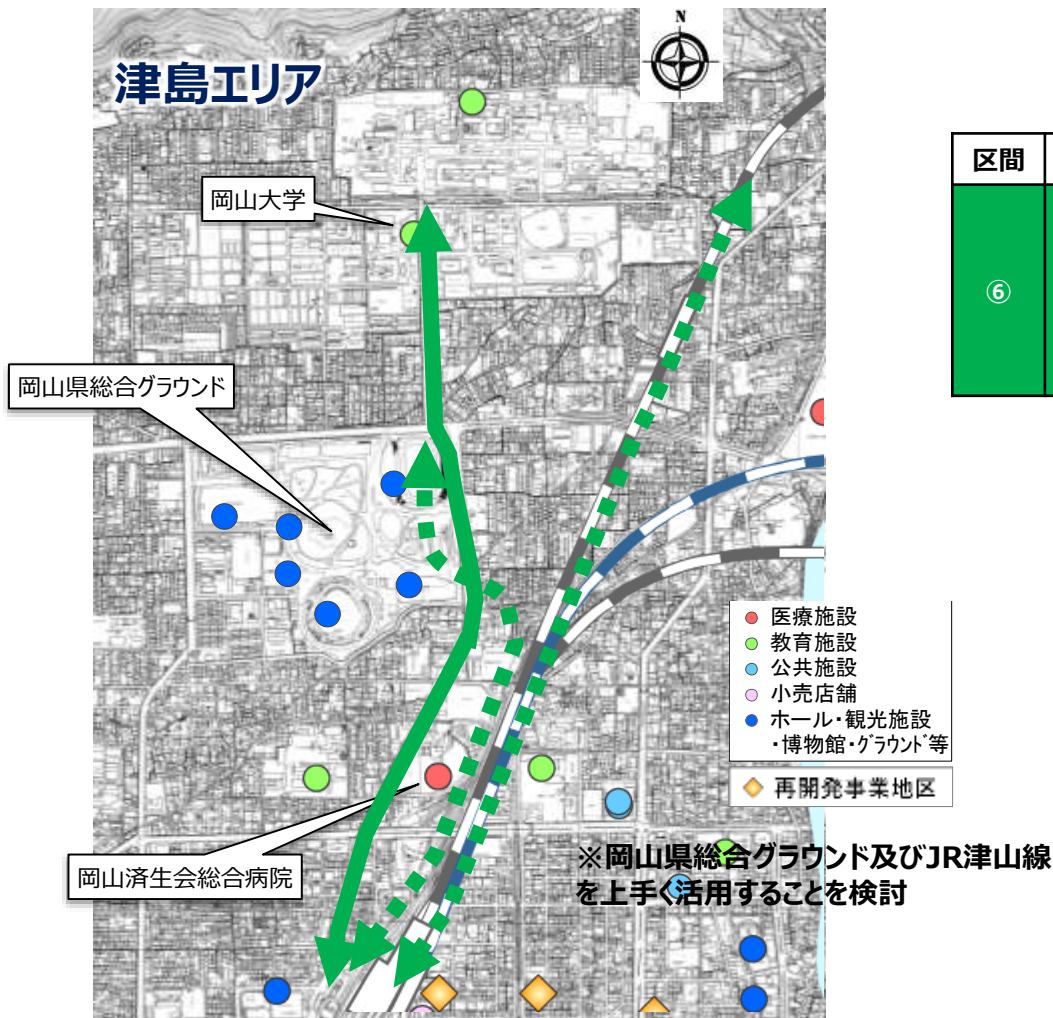 津島エリア
N
区間
岡山大学
⑥
岡山県総合グラウンド
医療施設
教育施設
公共施設
小売店舗
ホール・観光施設
・博物館・グラウンド等
再開発事業地区
岡山済生会総合病院
※岡山県総合グラウンド及びJR津山線
を上手く活用することを検討